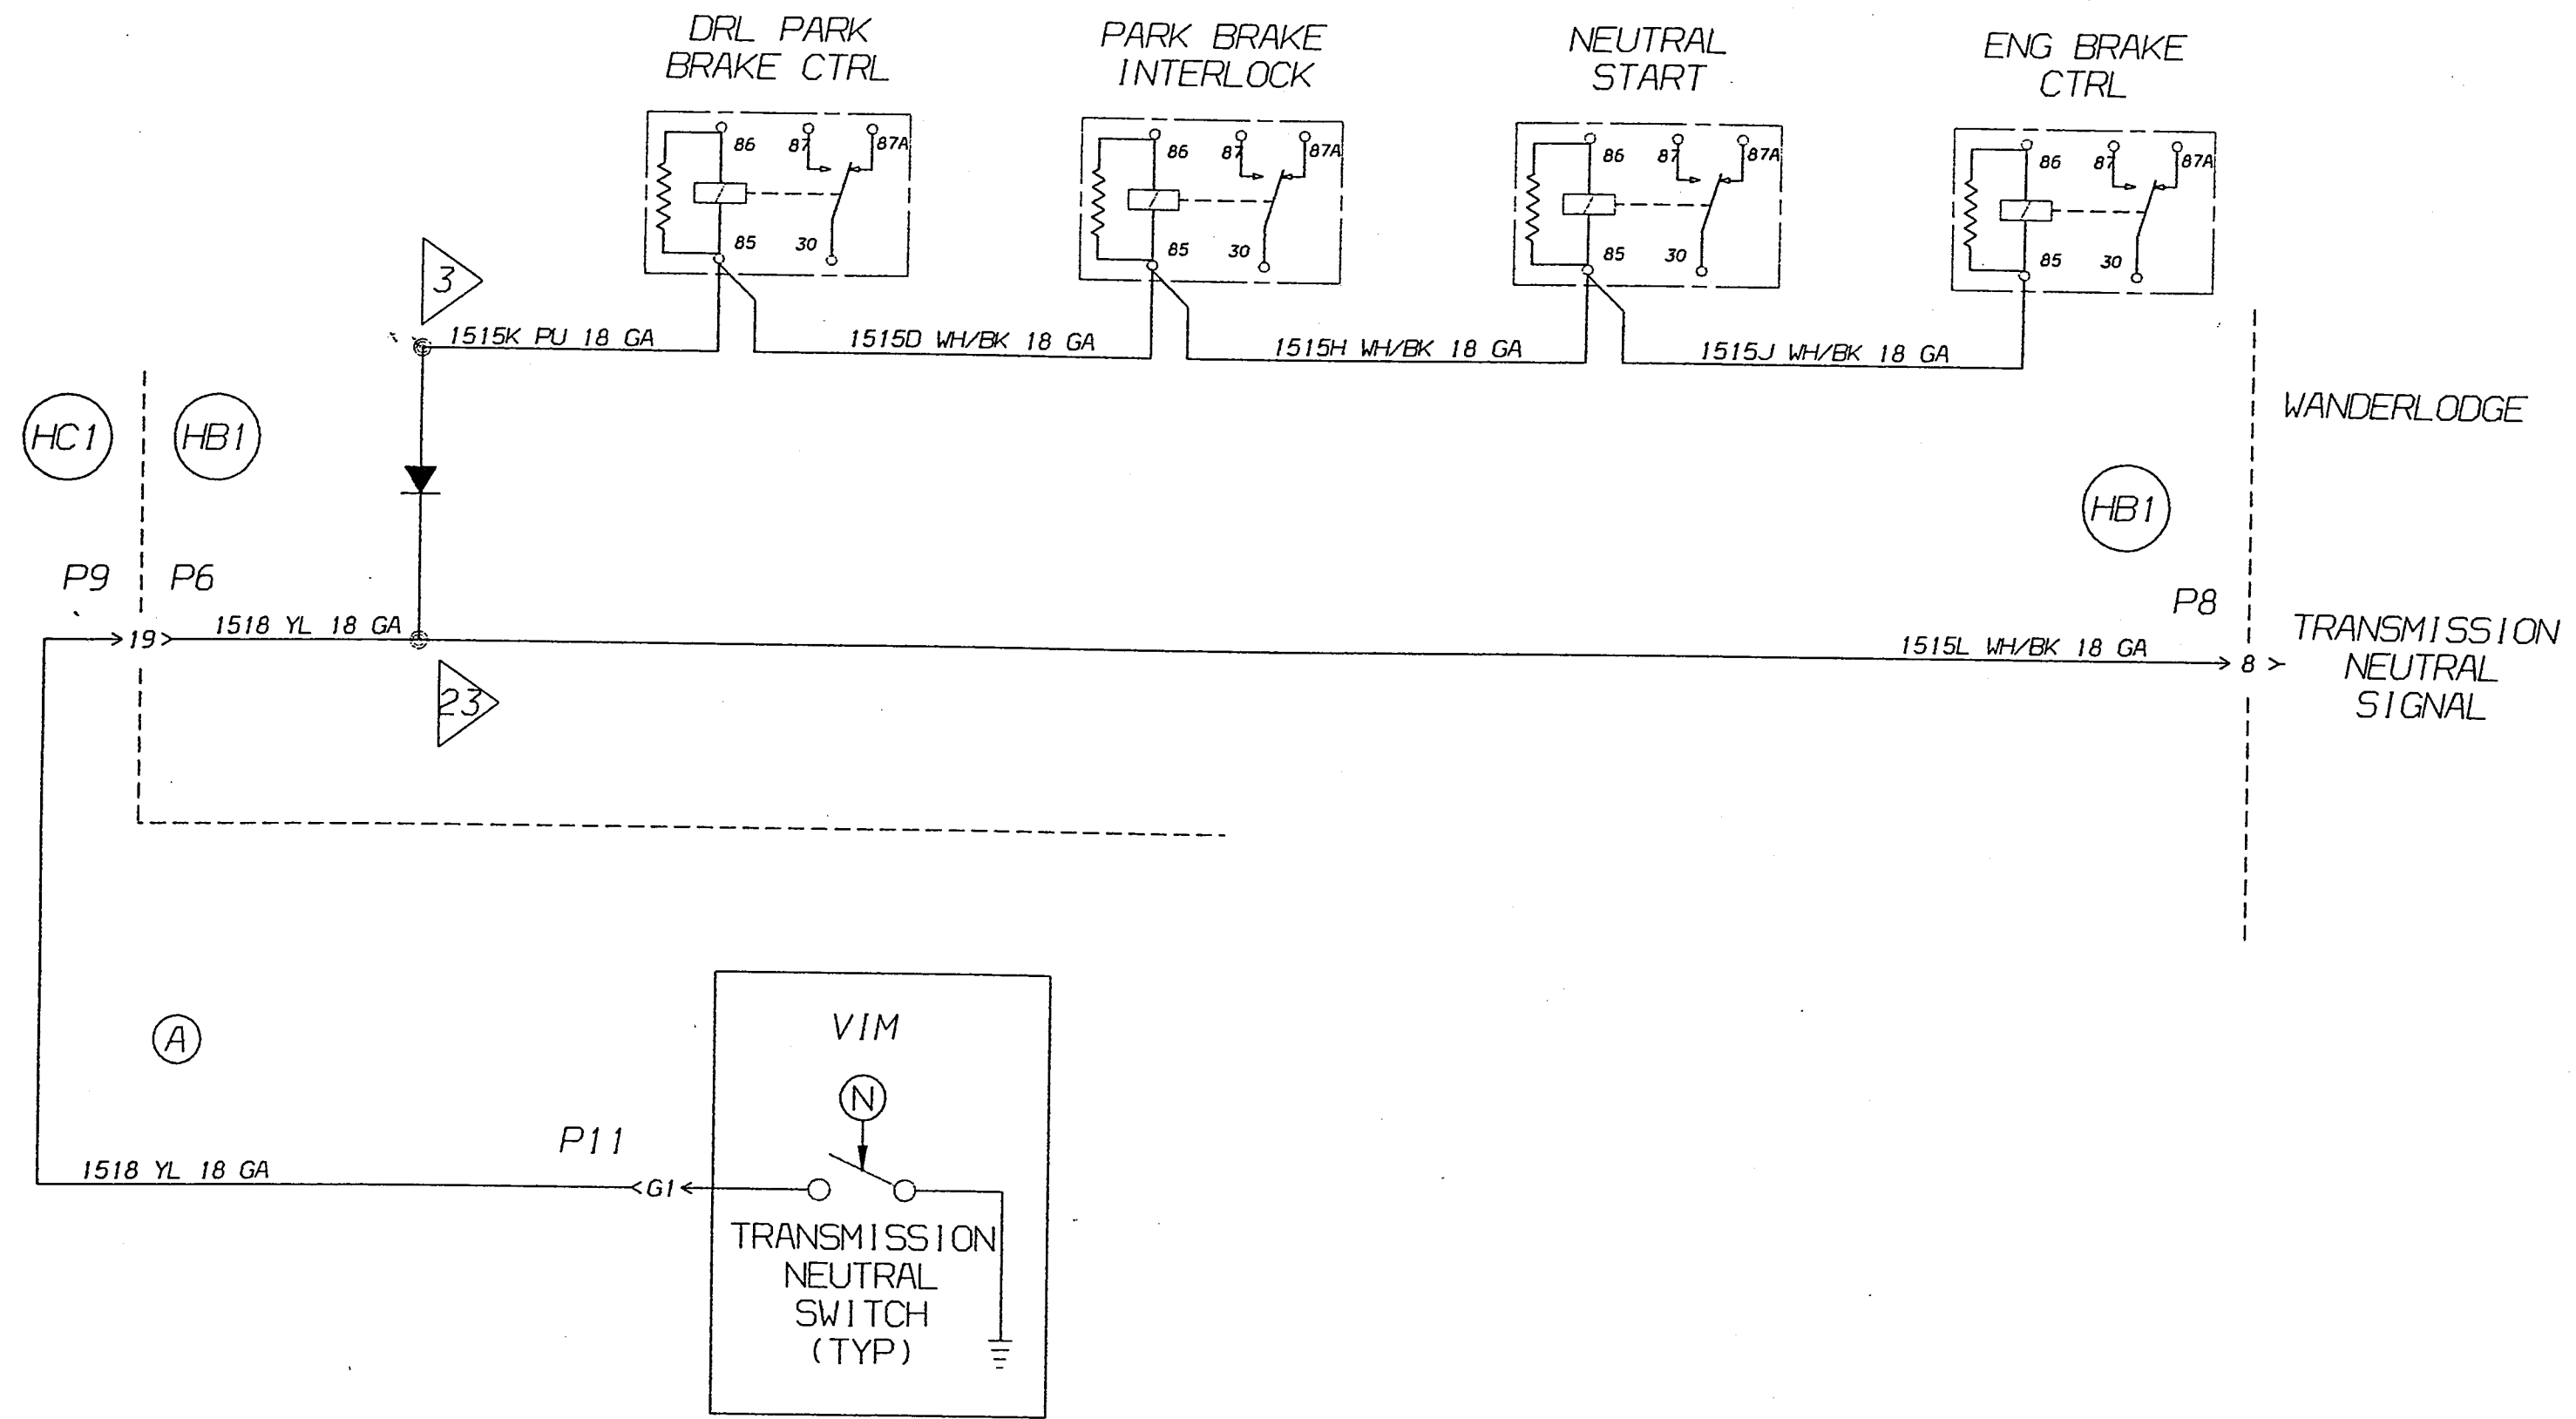 DRL PARK
BRAKE CTRL
PARK BRAKE
INTERLOCK
NEUTRAL
START
ENG BRAKE
CTRL
86 87 87A
85 30
86 87 87A
85 30
86 87 87A
85 30
86 87 87A
85 30
3
1515K PU 18 GA
1515D WH/BK 18 GA
1515H WH/BK 18 GA
1515J WH/BK 18 GA
HC1
HB1
WANDERLODGE
HB1
P9
P6
P8
19
1518 YL 18 GA
1515L WH/BK 18 GA
8
TRANSMISSION
NEUTRAL
SIGNAL
23
A
VIM
N
P11
1518 YL 18 GA
G1
TRANSMISSION
NEUTRAL
SWITCH
(TYP)